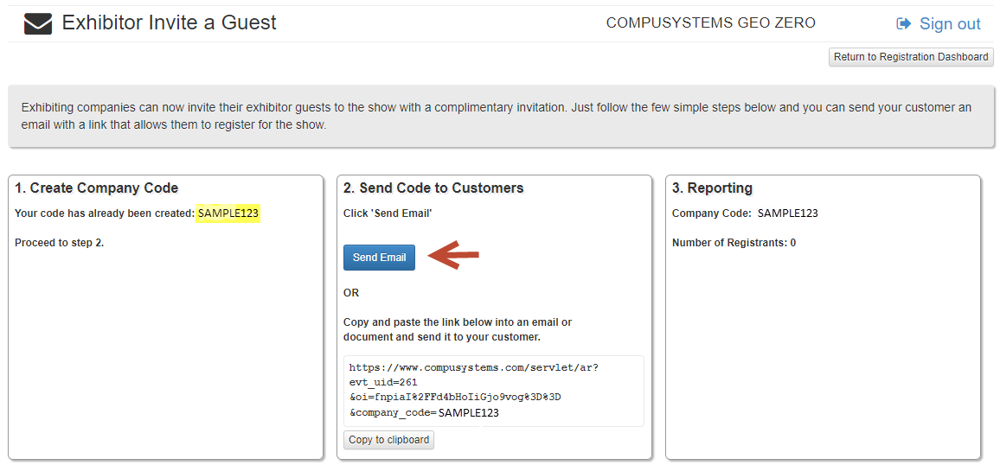 Exhibitor Invite a Guest
COMPUSYSTEMS GEO ZERO
Sign out
Return to Registration Dashboard
Exhibiting companies can now invite their exhibitor guests to the show with a complimentary invitation. Just follow the few simple steps below and you can send your customer an
email with a link that allows them to register for the show.
1. Create Company Code
Your code has already been created: SAMPLE123
Proceed to step 2.
2. Send Code to Customers
Click 'Send Email'
Send Email
OR
Copy and paste the link below into an email or
document and send it to your customer.
https://www.compusystems.com/servlet/ar?
evt_uid=261
&oi=fnpiaI%2FFd4bHoIiGjo9vog%3D%3D
&company_code=SAMPLE123
Copy to clipboard
3. Reporting
Company Code: SAMPLE123
Number of Registrants: 0